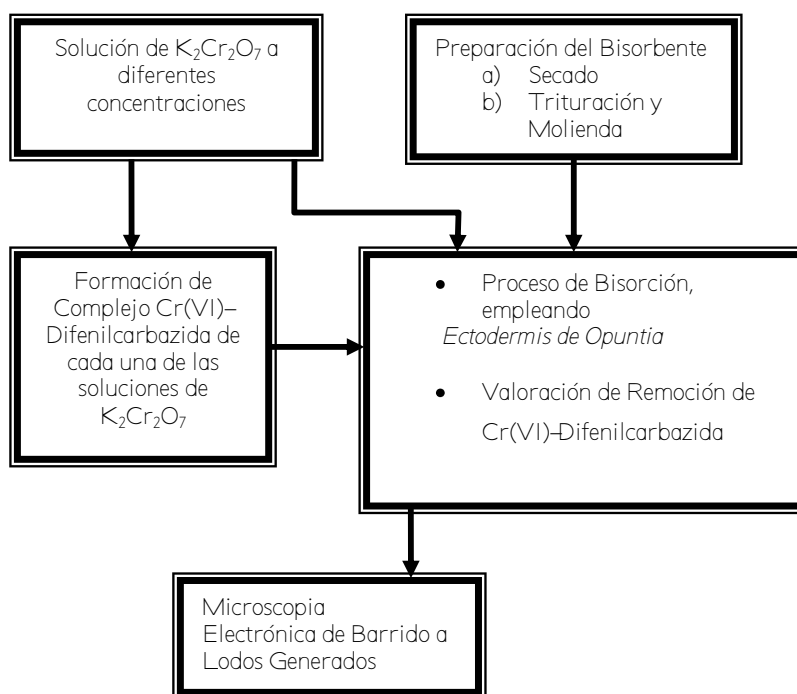 Solución de K₂Cr₂O₇ a
diferentes
concentraciones
Preparación del Bisorbente
a) Secado
b) Trituración y
Molienda
Formación de
Complejo Cr(VI)–
Difenilcarbazida de
cada una de las
soluciones de
K₂Cr₂O₇
• Proceso de Bisorción,
empleando
Ectodermis de Opuntia
• Valoración de Remoción de
Cr(VI)–Difenilcarbazida
Microscopia
Electrónica de Barrido a
Lodos Generados